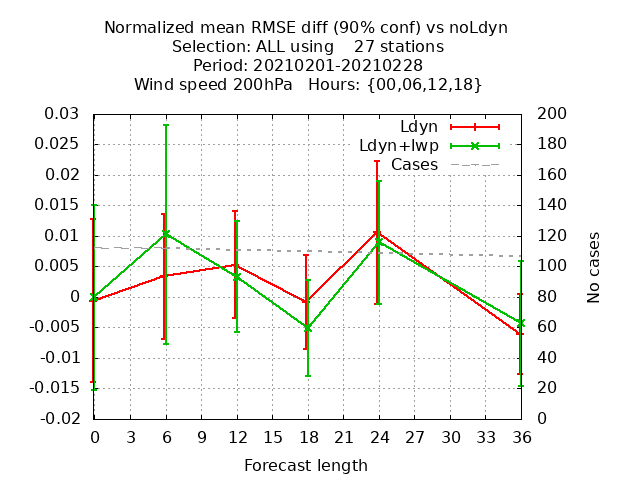 Normalized mean RMSE diff (90% conf) vs noLdyn
Selection: ALL using    27 stations
Period: 20210201-20210228
Wind speed 200hPa   Hours: {00,06,12,18}
0.03
0.025
0.02
0.015
0.01
0.005
0
-0.005
-0.01
-0.015
-0.02
Ldyn
Ldyn+lwp
Cases
200
180
160
140
120
100
80
60
40
20
0
No cases
0 3 6 9 12 15 18 21 24 27 30 33 36
Forecast length